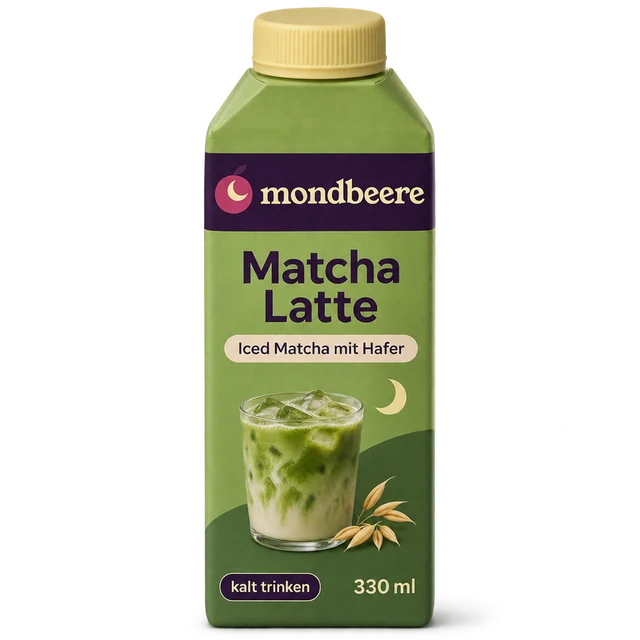 mondbeere
Matcha
Latte
Iced Matcha mit Hafer
kalt trinken
330 ml